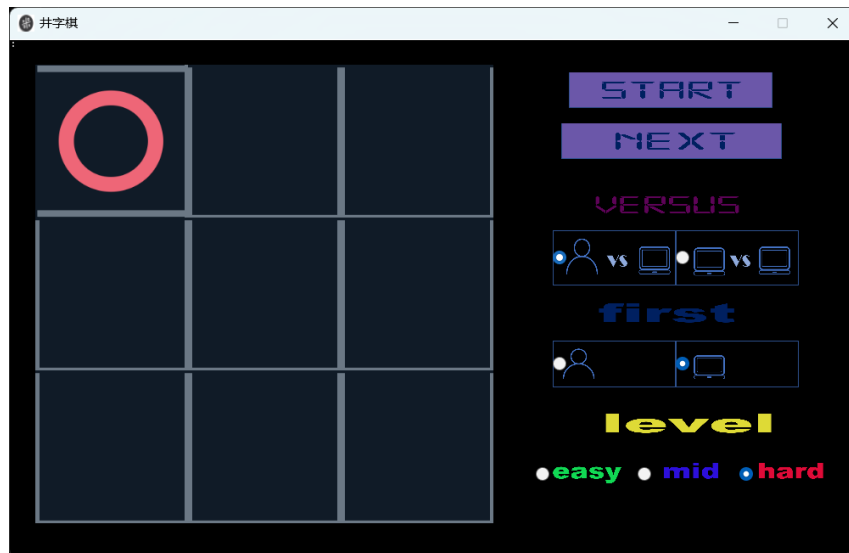 井字棋
START
NEXT
VERSUS
VS VS
first
level
easy mid hard